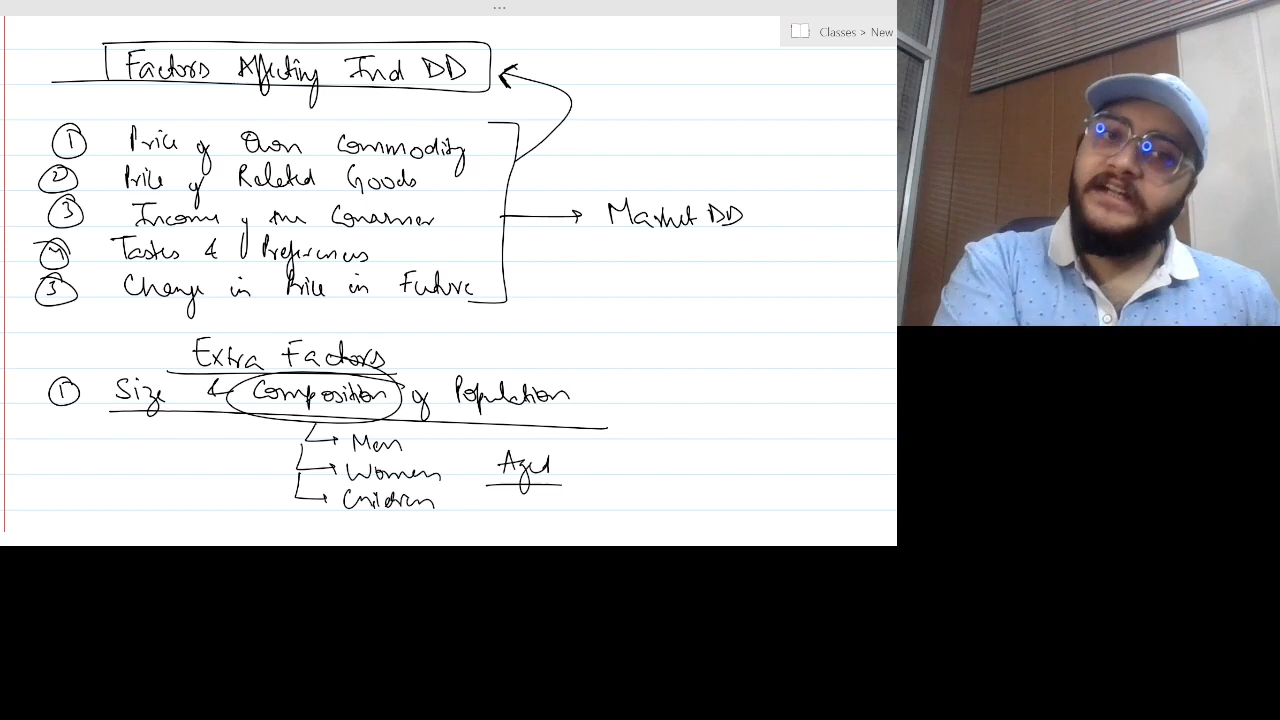 Classes > New
Factors Affecting Ind DD
① Price of Own Commodity
② Price of Related Goods
③ Income of the Consumer
④ Tastes & Preferences
⑤ Change in Price in Future
Market DD
Extra Factors
① Size & Composition of Population
Men
Women
Children
Aged